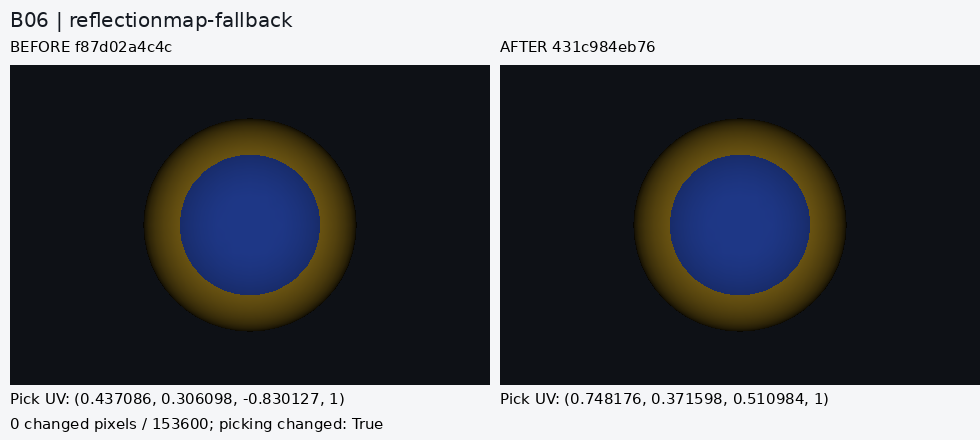 B06 | reflectionmap-fallback
BEFORE f87d02a4c4c
AFTER 431c984eb76
Pick UV: (0.437086, 0.306098, -0.830127, 1)
Pick UV: (0.748176, 0.371598, 0.510984, 1)
0 changed pixels / 153600; picking changed: True